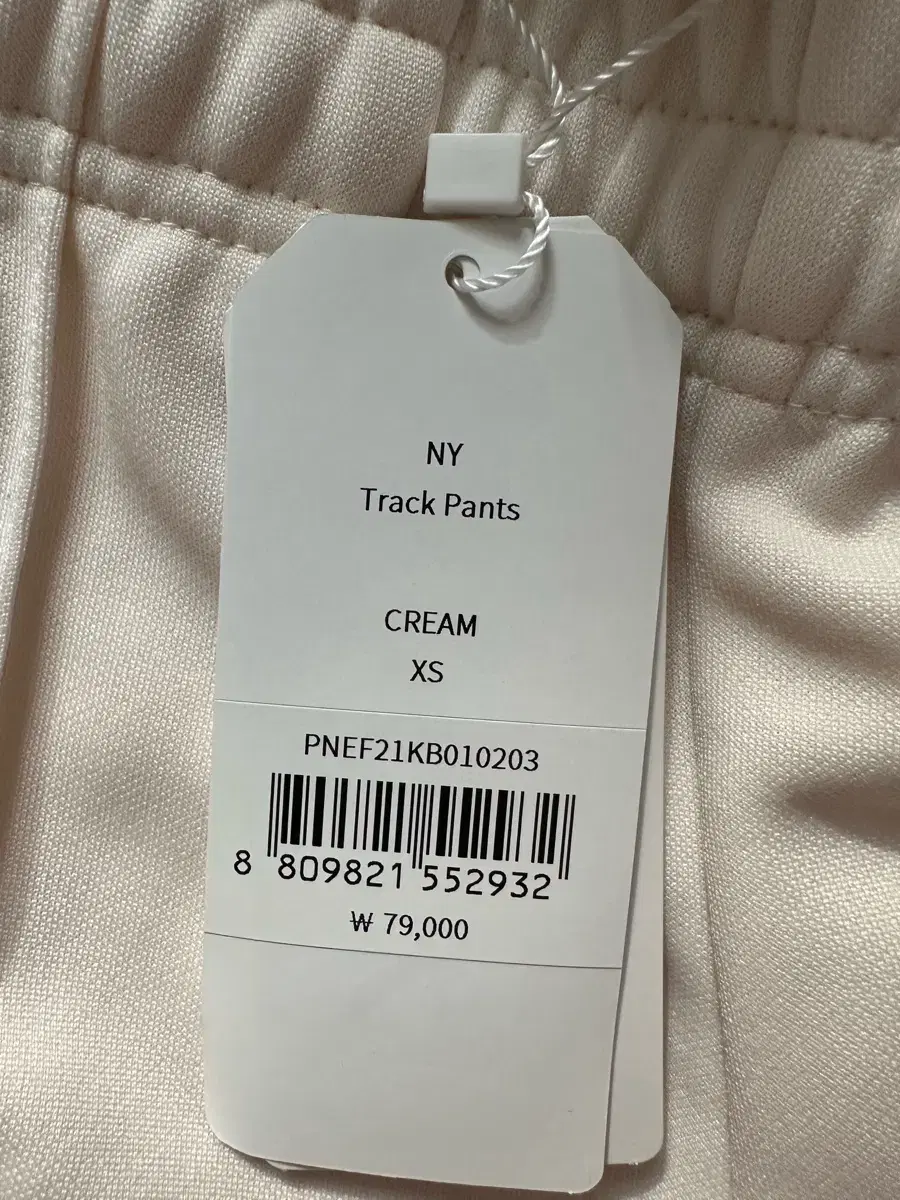 NY
Track Pants
CREAM
XS
PNEF21KB010203
8 809821 552932
₩ 79,000